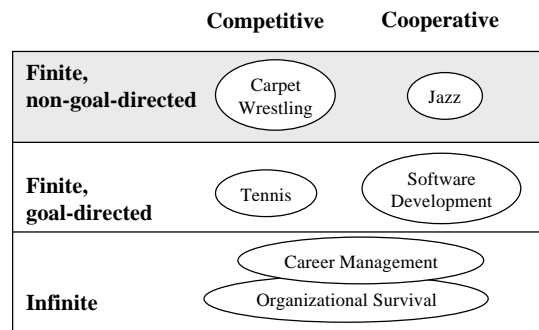 Competitive Cooperative
Finite,
non-goal-directed
Carpet
Wrestling
Jazz
Finite,
goal-directed
Tennis
Software
Development
Career Management
Infinite
Organizational Survival